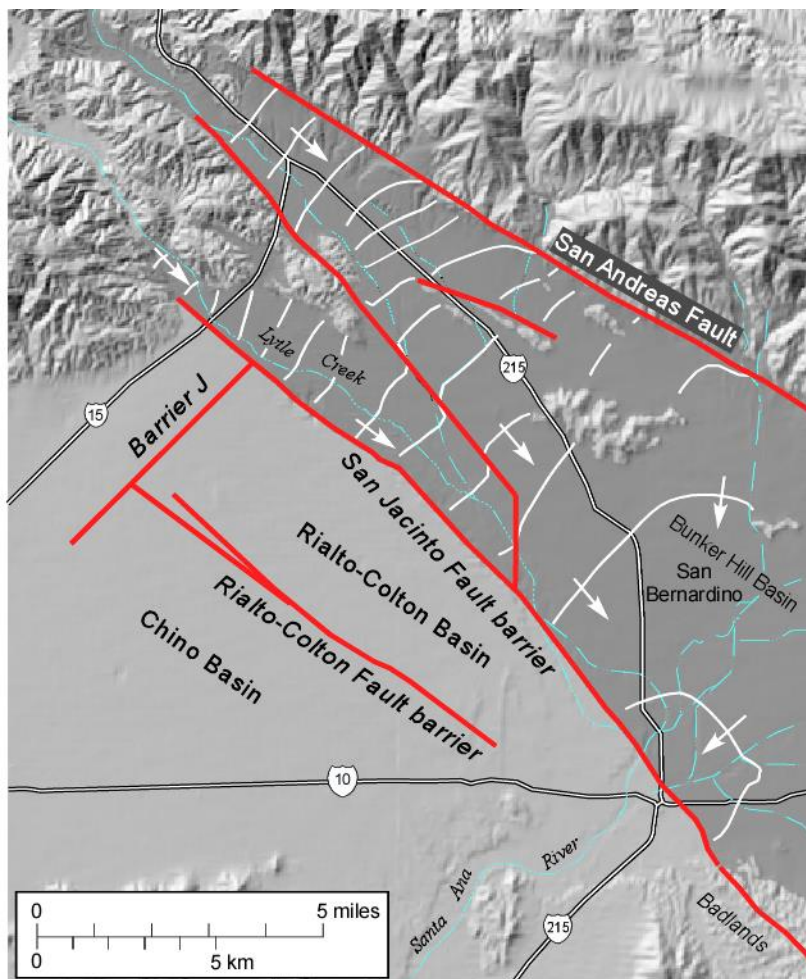 San Andreas Fault
215
Lytle
Creek
15
Barrier J
San Jacinto Fault barrier
Rialto-Colton Basin
Bunker Hill Basin
San
Bernardino
Rialto-Colton Fault barrier
Chino Basin
10
Santa Ana River
215
Badlands
0 5 miles
0 5 km